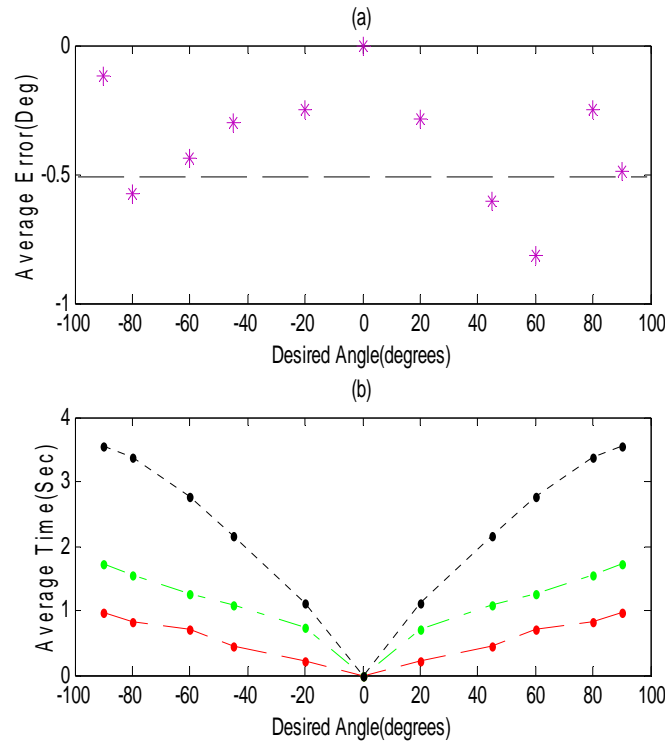 (a)
0
-0.5
-1
Average Error(Deg)
-100 -80 -60 -40 -20 0 20 40 60 80 100
Desired Angle(degrees)
(b)
4
3
2
1
0
Average Time(Sec)
-100 -80 -60 -40 -20 0 20 40 60 80 100
Desired Angle(degrees)